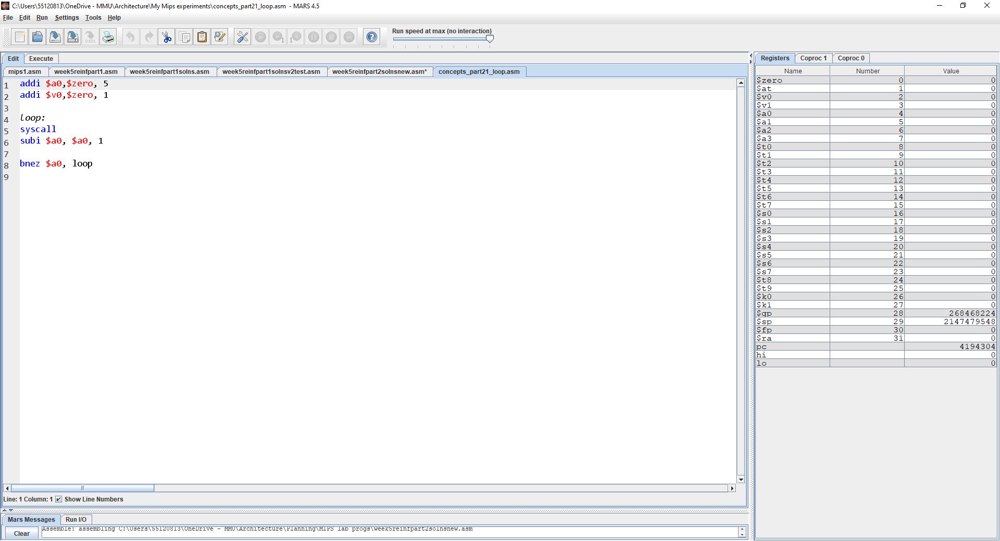 C:\Users\55120813\OneDrive - MMU\Architecture\My Mips experiments\concepts_part21_loop.asm - MARS 4.5
File Edit Run Settings Tools Help
Run speed at max (no interaction)
Edit Execute
mips1.asm week5reinfpart1.asm week5reinfpart1solns.asm week5reinfpart1solnsv2test.asm week5reinfpart2solnsnew.asm* concepts_part21_loop.asm
1 addi $a0,$zero, 5
2 addi $v0,$zero, 1
3
4 loop:
5 syscall
6 subi $a0, $a0, 1
7
8 bnez $a0, loop
9
Line: 1 Column: 1 Show Line Numbers
Mars Messages Run I/O
Clear
Assemble: assembling C:\Users\55120813\OneDrive - MMU\Architecture\Planning\MIPS lab progs\week5reinfpart2solnsnew.asm
Registers Coproc 1 Coproc 0
Name Number Value
$zero 0 0
$at 1 0
$v0 2 0
$v1 3 0
$a0 4 0
$a1 5 0
$a2 6 0
$a3 7 0
$t0 8 0
$t1 9 0
$t2 10 0
$t3 11 0
$t4 12 0
$t5 13 0
$t6 14 0
$t7 15 0
$s0 16 0
$s1 17 0
$s2 18 0
$s3 19 0
$s4 20 0
$s5 21 0
$s6 22 0
$s7 23 0
$t8 24 0
$t9 25 0
$k0 26 0
$k1 27 0
$gp 28 268468224
$sp 29 2147479548
$fp 30 0
$ra 31 0
pc 4194304
hi 0
lo 0